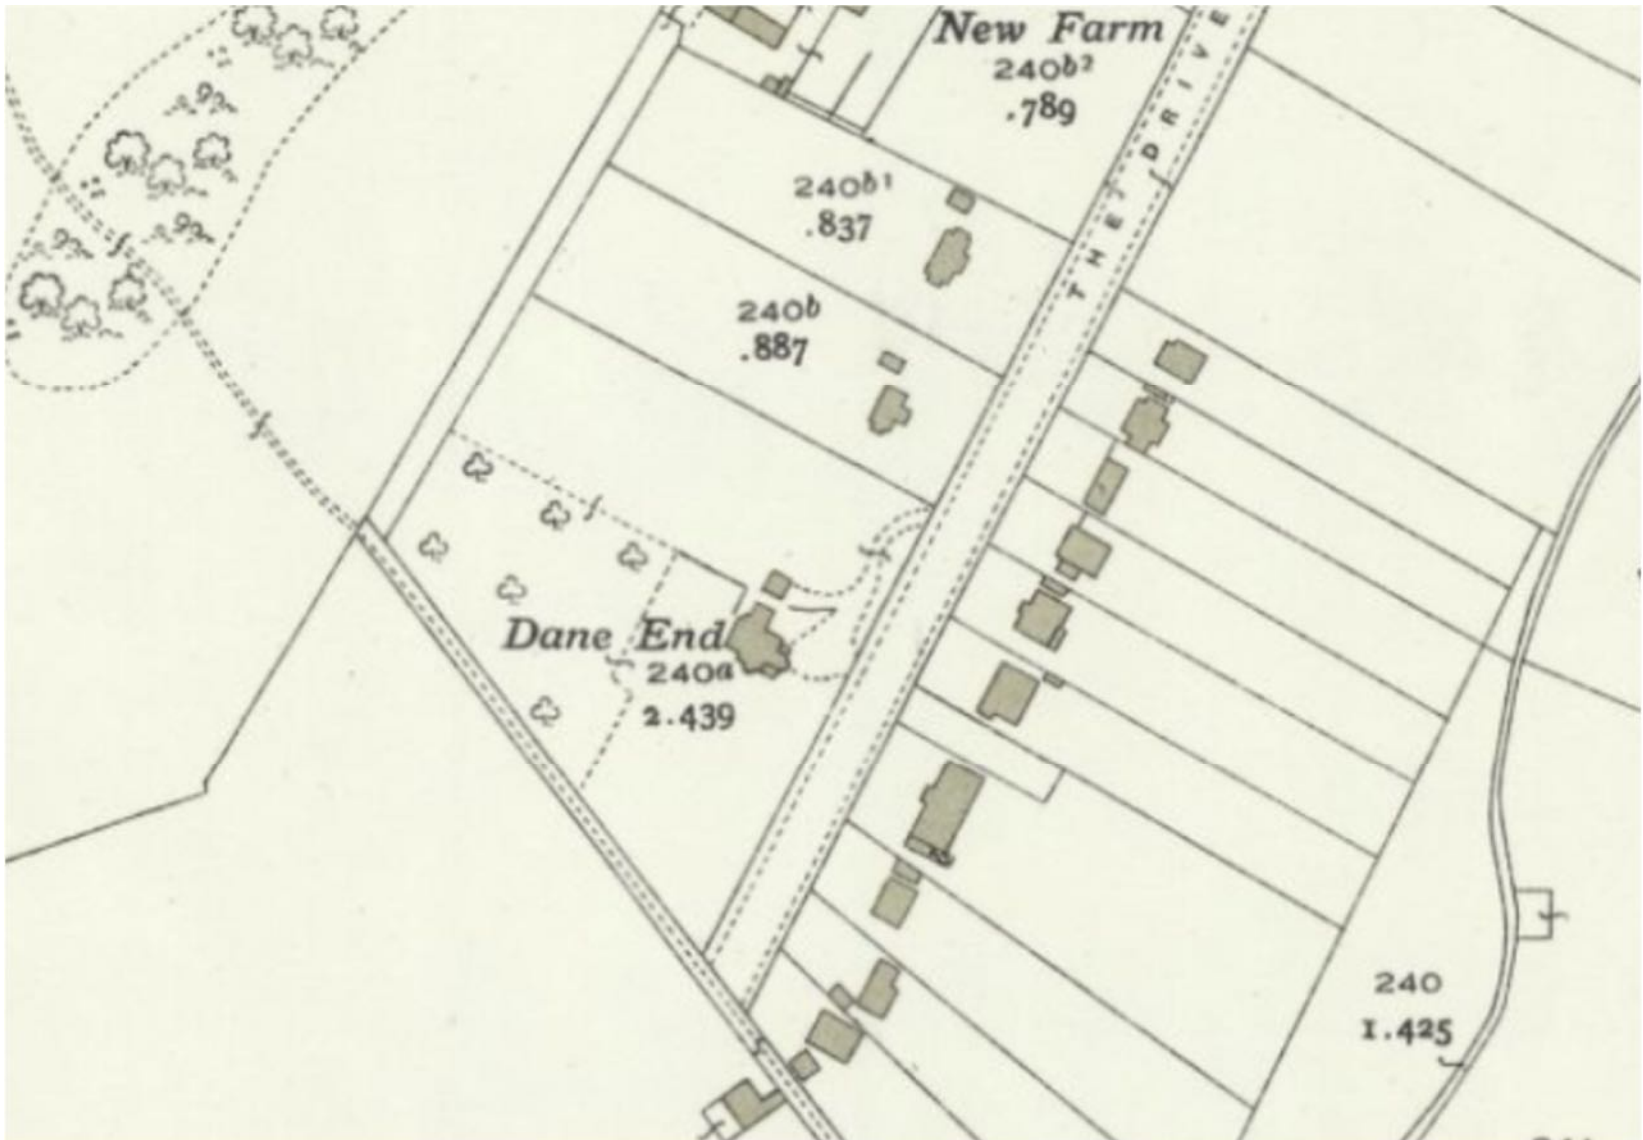 New Farm
240b²
.789
THE DRIVE
240b¹
.837
240b
.887
Dane End
240a
2.439
240
1.425